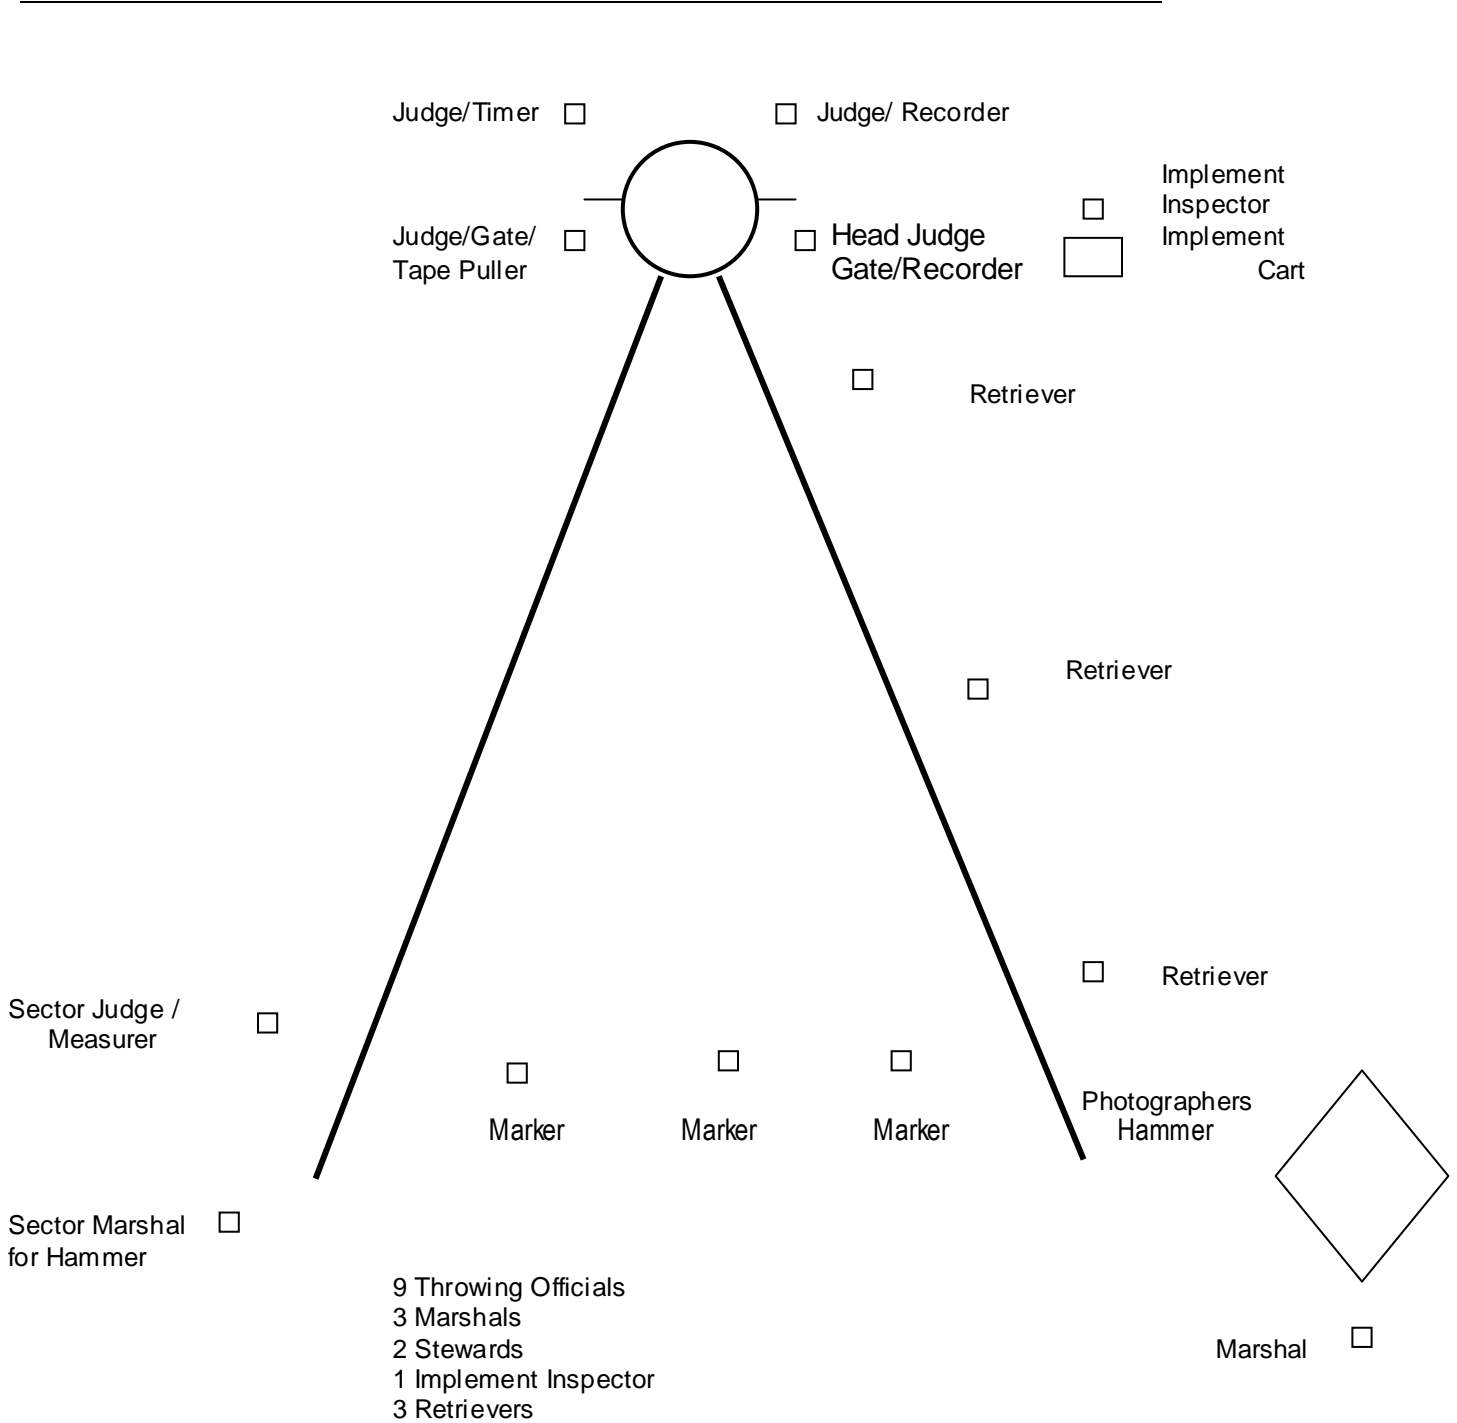 Judge/Timer
Judge/ Recorder
Implement
Inspector
Implement
Cart
Judge/Gate/
Tape Puller
Head Judge
Gate/Recorder
Retriever
Retriever
Retriever
Sector Judge /
Measurer
Marker
Marker
Marker
Photographers
Hammer
Sector Marshal
for Hammer
9 Throwing Officials
3 Marshals
2 Stewards
1 Implement Inspector
3 Retrievers
Marshal